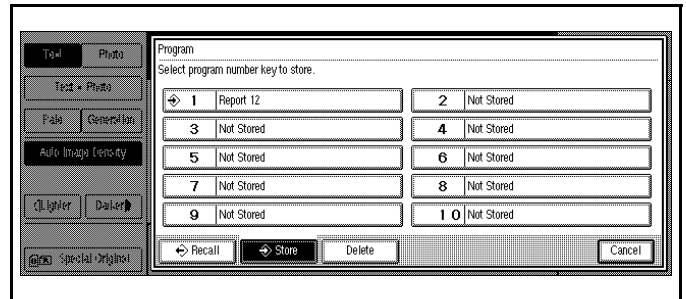 Program
Select program number key to store.
1 Report 12
2 Not Stored
3 Not Stored
4 Not Stored
5 Not Stored
6 Not Stored
7 Not Stored
8 Not Stored
9 Not Stored
10 Not Stored
Recall Store Delete Cancel
Text Photo
Text • Photo
Pale Generation
Auto Image Density
Lighter Darker
Special Original